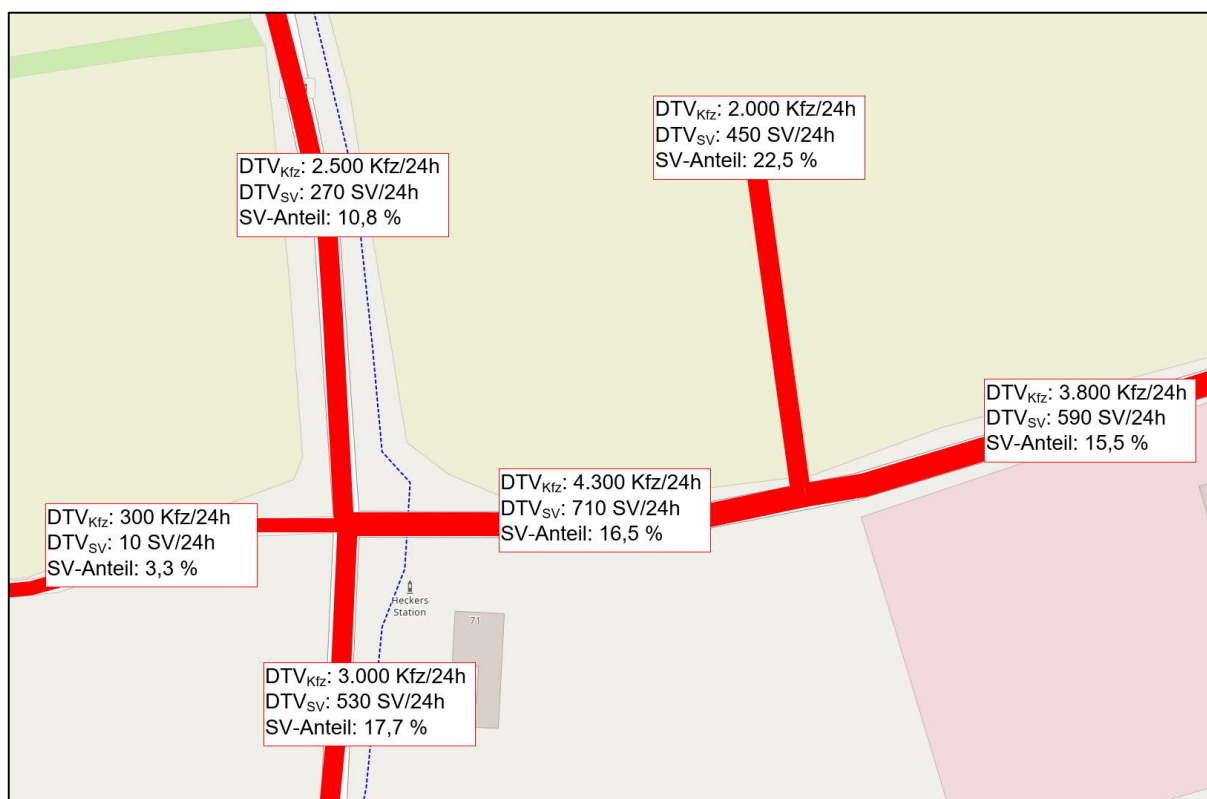 DTVKfz: 2.000 Kfz/24h
DTVSV: 450 SV/24h
SV-Anteil: 22,5 %
DTVKfz: 2.500 Kfz/24h
DTVSV: 270 SV/24h
SV-Anteil: 10,8 %
DTVKfz: 3.800 Kfz/24h
DTVSV: 590 SV/24h
SV-Anteil: 15,5 %
DTVKfz: 4.300 Kfz/24h
DTVSV: 710 SV/24h
SV-Anteil: 16,5 %
DTVKfz: 300 Kfz/24h
DTVSV: 10 SV/24h
SV-Anteil: 3,3 %
Heckers
Station
71
DTVKfz: 3.000 Kfz/24h
DTVSV: 530 SV/24h
SV-Anteil: 17,7 %